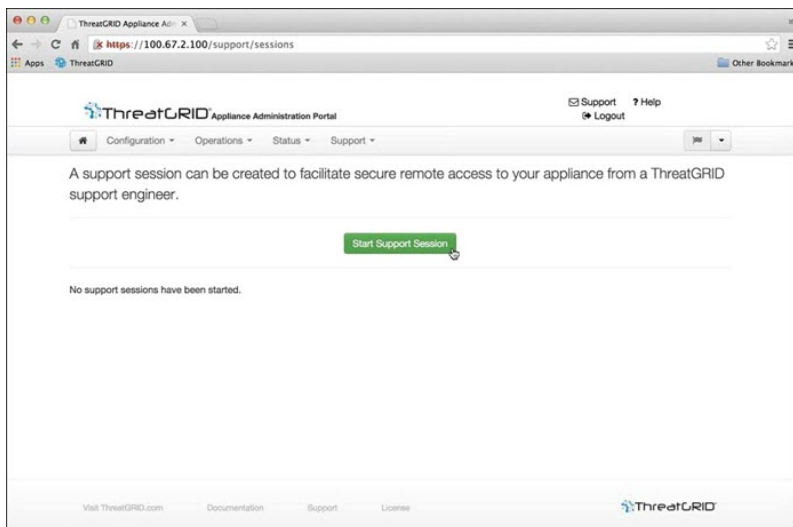 ThreatGRID Appliance Adm
https://100.67.2.100/support/sessions
Apps ThreatGRID Other Bookmark
ThreatGRID Appliance Administration Portal
Support ? Help
Logout
Configuration Operations Status Support
A support session can be created to facilitate secure remote access to your appliance from a ThreatGRID
support engineer.
Start Support Session
No support sessions have been started.
Visit ThreatGRID.com Documentation Support License ThreatGRID